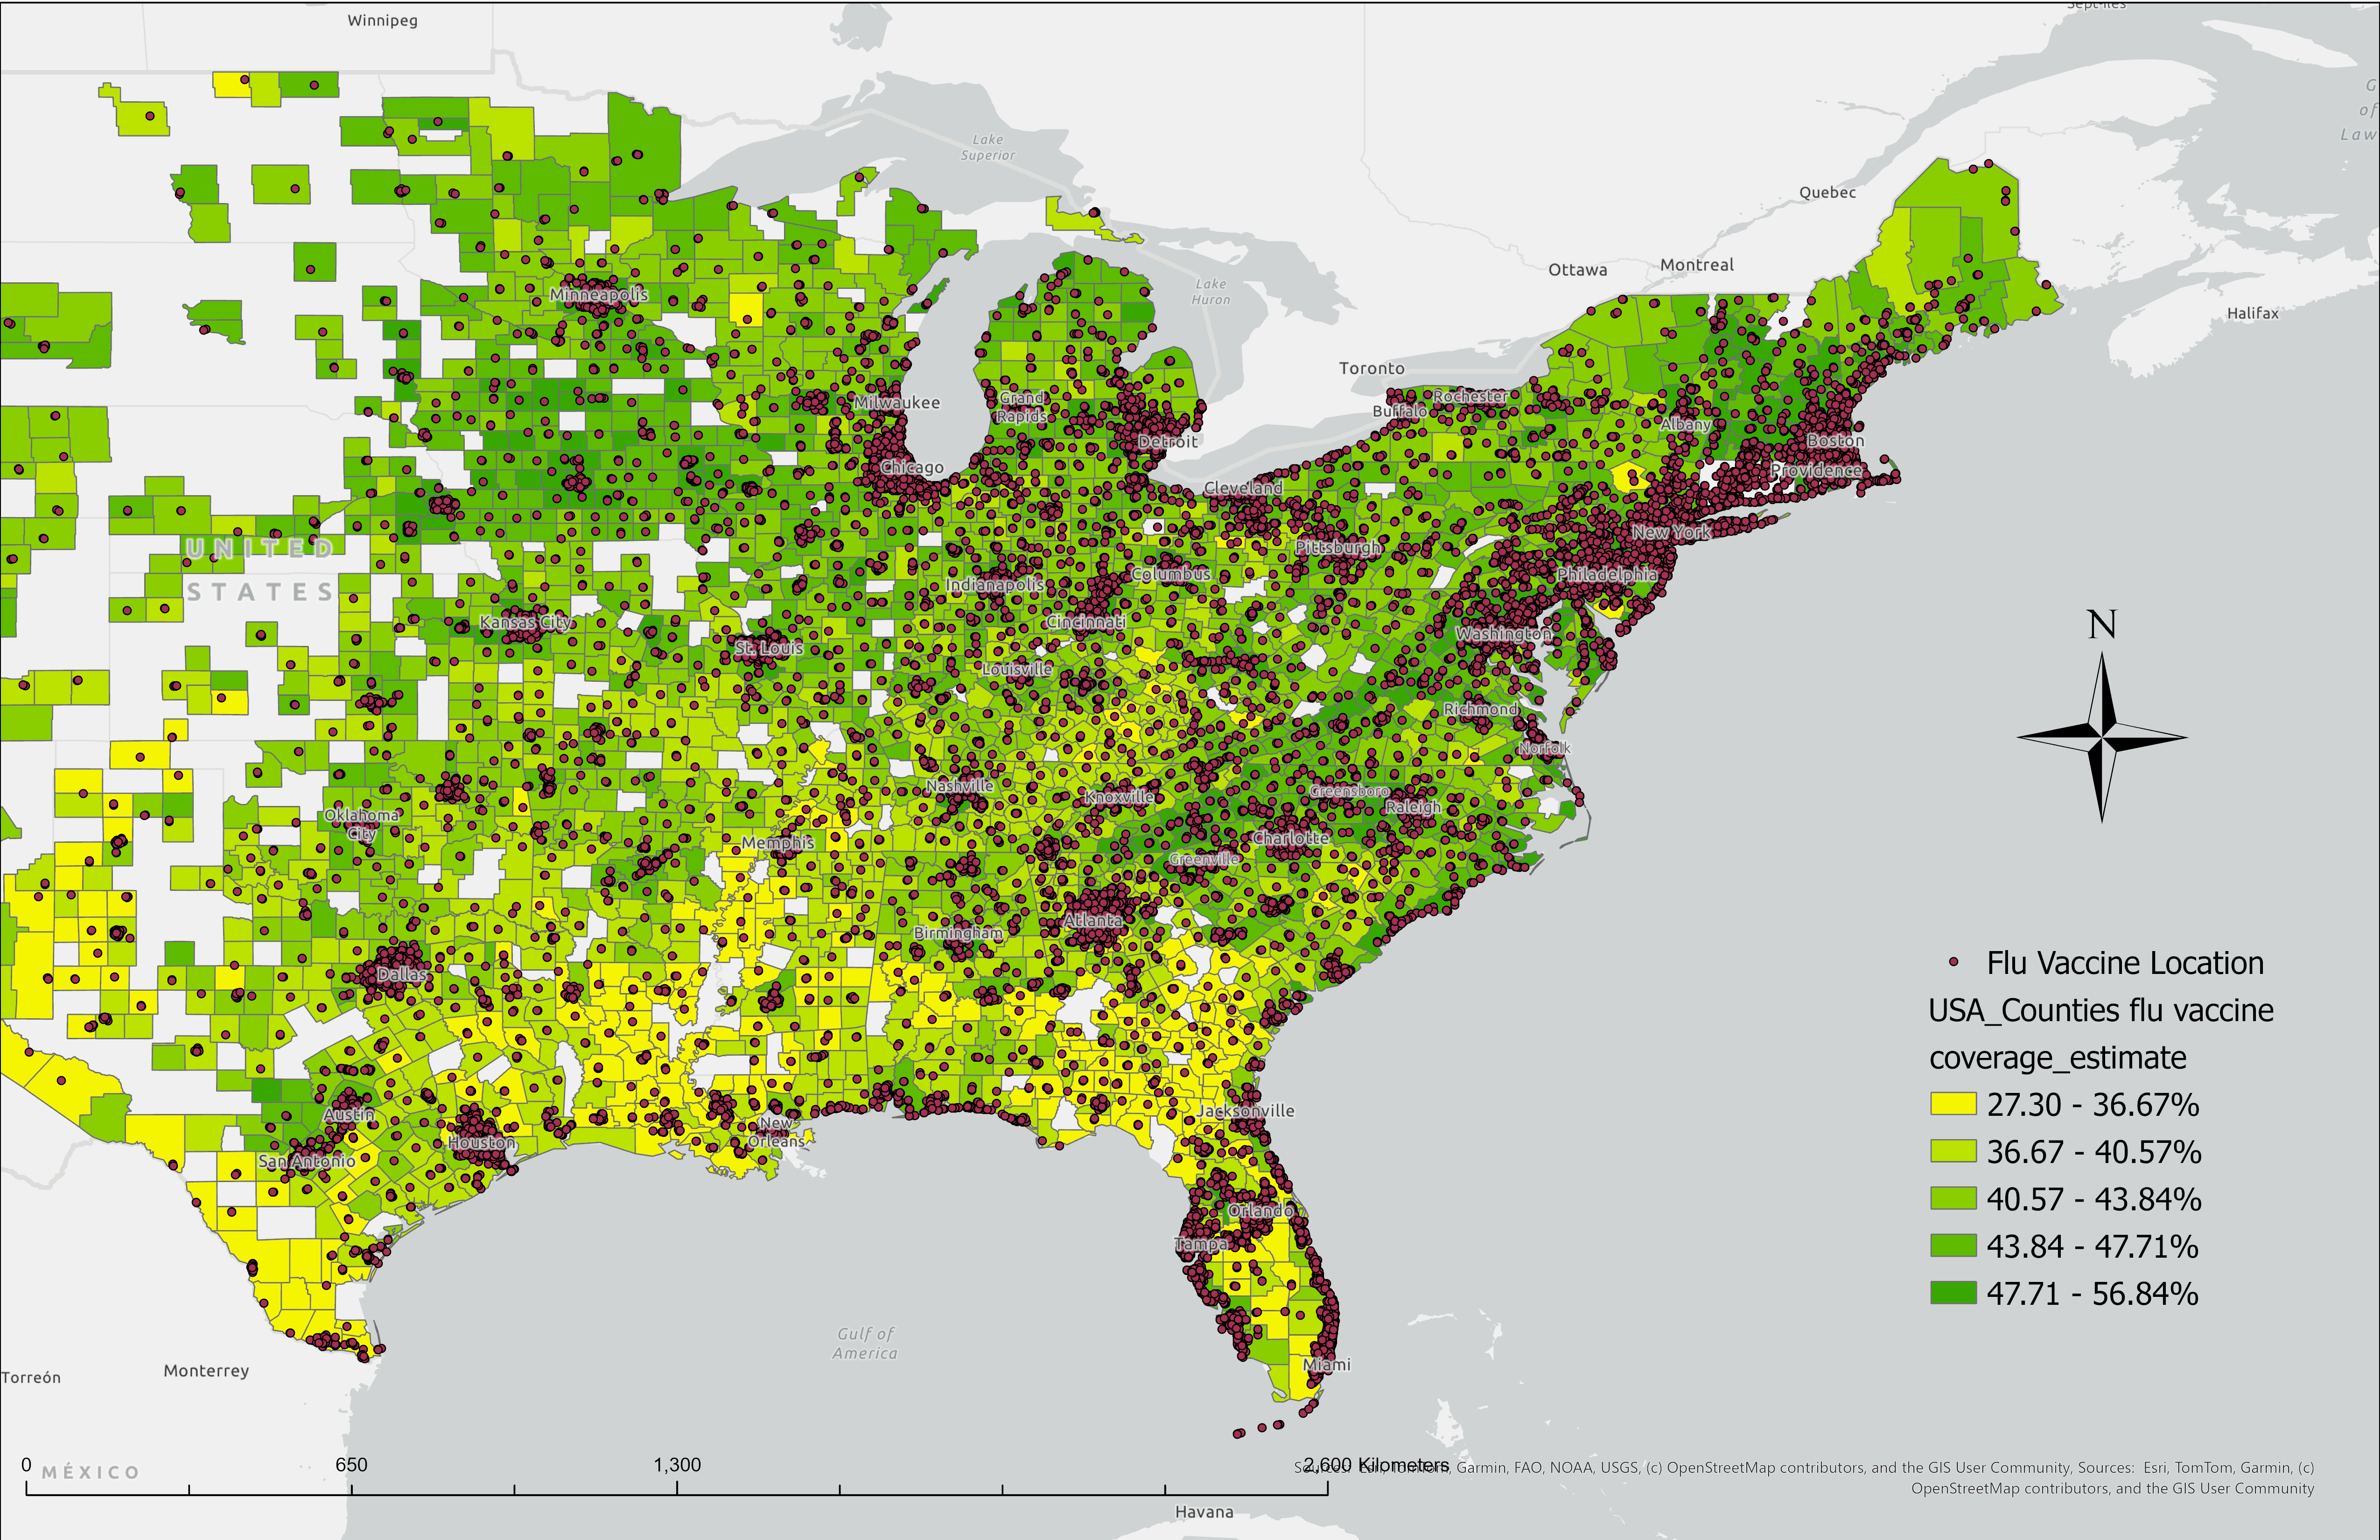 Winnipeg
Sept-Iles
G
of
Law
Lake
Superior
Quebec
Ottawa
Montreal
Lake
Huron
Halifax
Minneapolis
Toronto
Milwaukee
Grand
Rapids
Rochester
Buffalo
Albany
Detroit
Boston
Chicago
Providence
Cleveland
New York
UNITED
STATES
Pittsburgh
Columbus
Philadelphia
Indianapolis
Kansas City
Cincinnati
Washington
N
St. Louis
Louisville
Richmond
Norfolk
Nashville
Knoxville
Greensboro
Raleigh
Oklahoma
City
Memphis
Charlotte
Greenville
Atlanta
Birmingham
Dallas
Flu Vaccine Location
USA_Counties flu vaccine
coverage_estimate
27.30 - 36.67%
36.67 - 40.57%
40.57 - 43.84%
43.84 - 47.71%
47.71 - 56.84%
Austin
Jacksonville
New
Orleans
Houston
San Antonio
Orlando
Tampa
Gulf of
America
Miami
Monterrey
Torreón
MÉXICO
0 650 1,300 2,600 Kilometers
Sources: Esri, TomTom, Garmin, FAO, NOAA, USGS, (c) OpenStreetMap contributors, and the GIS User Community, Sources: Esri, TomTom, Garmin, (c)
OpenStreetMap contributors, and the GIS User Community
Havana